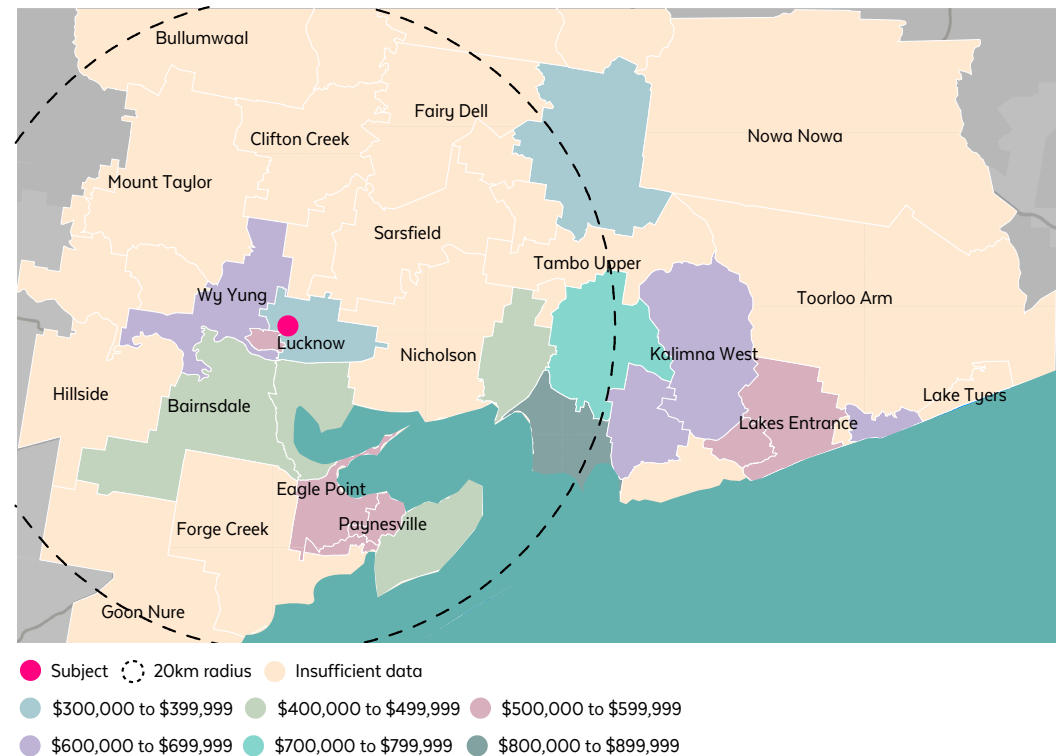 Bullumwaal
Fairy Dell
Clifton Creek
Nowa Nowa
Mount Taylor
Sarsfield
Tambo Upper
Wy Yung
Toorloo Arm
Lucknow
Nicholson
Kalimna West
Hillside
Bairnsdale
Lake Tyers
Lakes Entrance
Eagle Point
Forge Creek
Paynesville
Goon Nure
Subject 20km radius Insufficient data
$300,000 to $399,999 $400,000 to $499,999 $500,000 to $599,999
$600,000 to $699,999 $700,000 to $799,999 $800,000 to $899,999